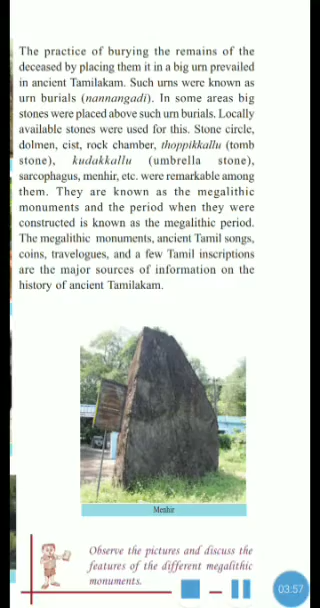 The practice of burying the remains of the
deceased by placing them it in a big urn prevailed
in ancient Tamilakam. Such urns were known as
urn burials (nannangadi). In some areas big
stones were placed above such urn burials. Locally
available stones were used for this. Stone circle,
dolmen, cist, rock chamber, thoppikkallu (tomb
stone), kudakkallu (umbrella stone),
sarcophagus, menhir, etc. were remarkable among
them. They are known as the megalithic
monuments and the period when they were
constructed is known as the megalithic period.
The megalithic monuments, ancient Tamil songs,
coins, travelogues, and a few Tamil inscriptions
are the major sources of information on the
history of ancient Tamilakam.
Menhir
Observe the pictures and discuss the
features of the different megalithic
monuments.
03:57